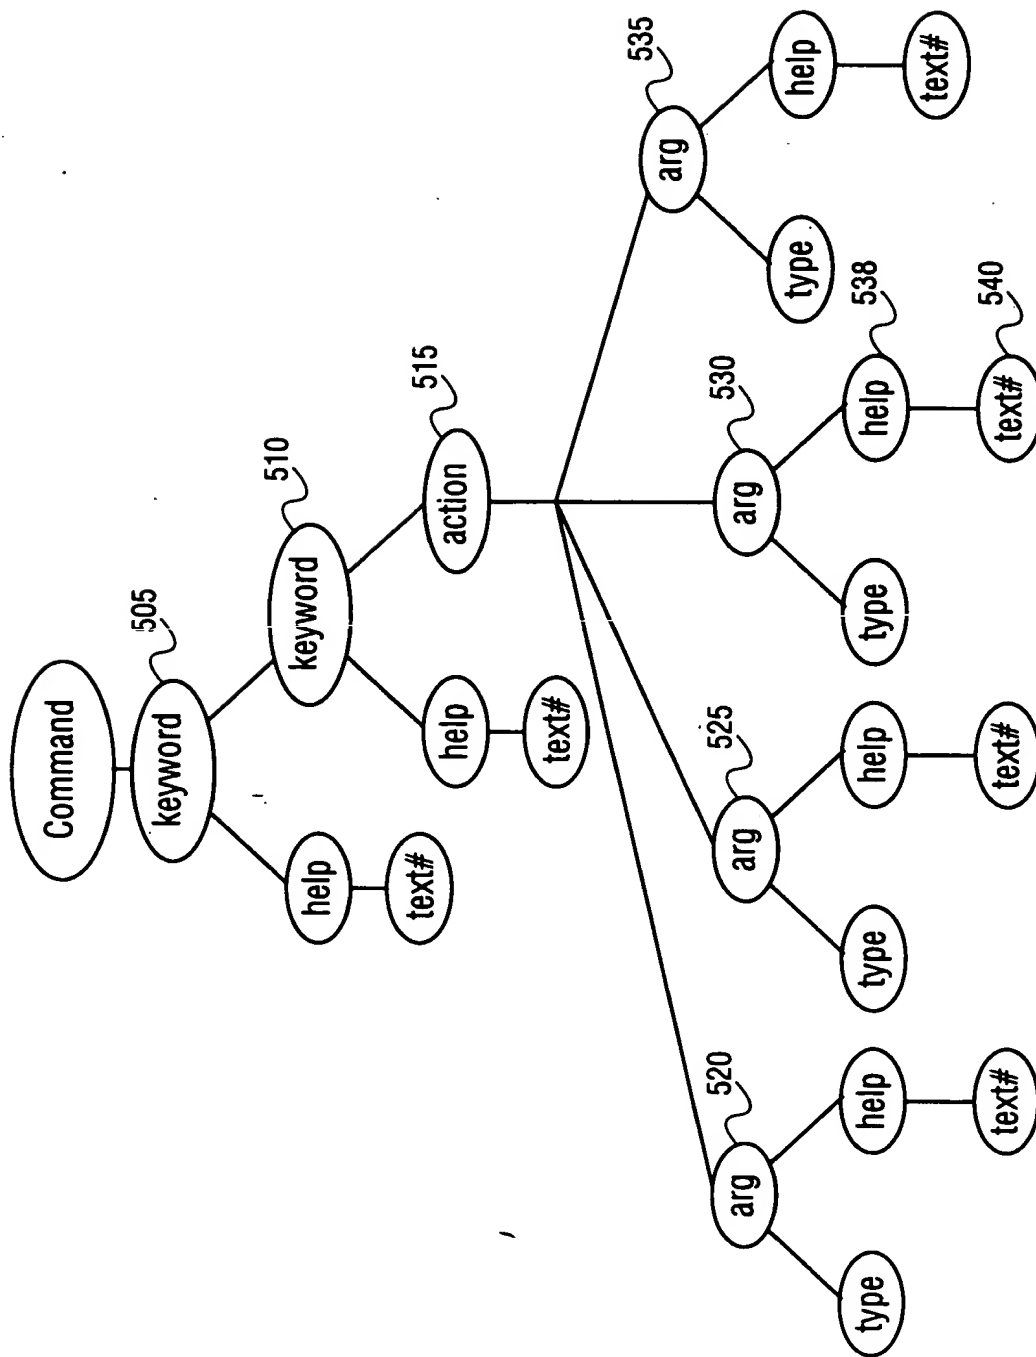 Command
keyword
505
help
text#
keyword
510
help
text#
action
515
arg
520
type
help
text#
arg
525
type
help
text#
arg
530
type
help
538
text#
540
arg
535
type
help
text#